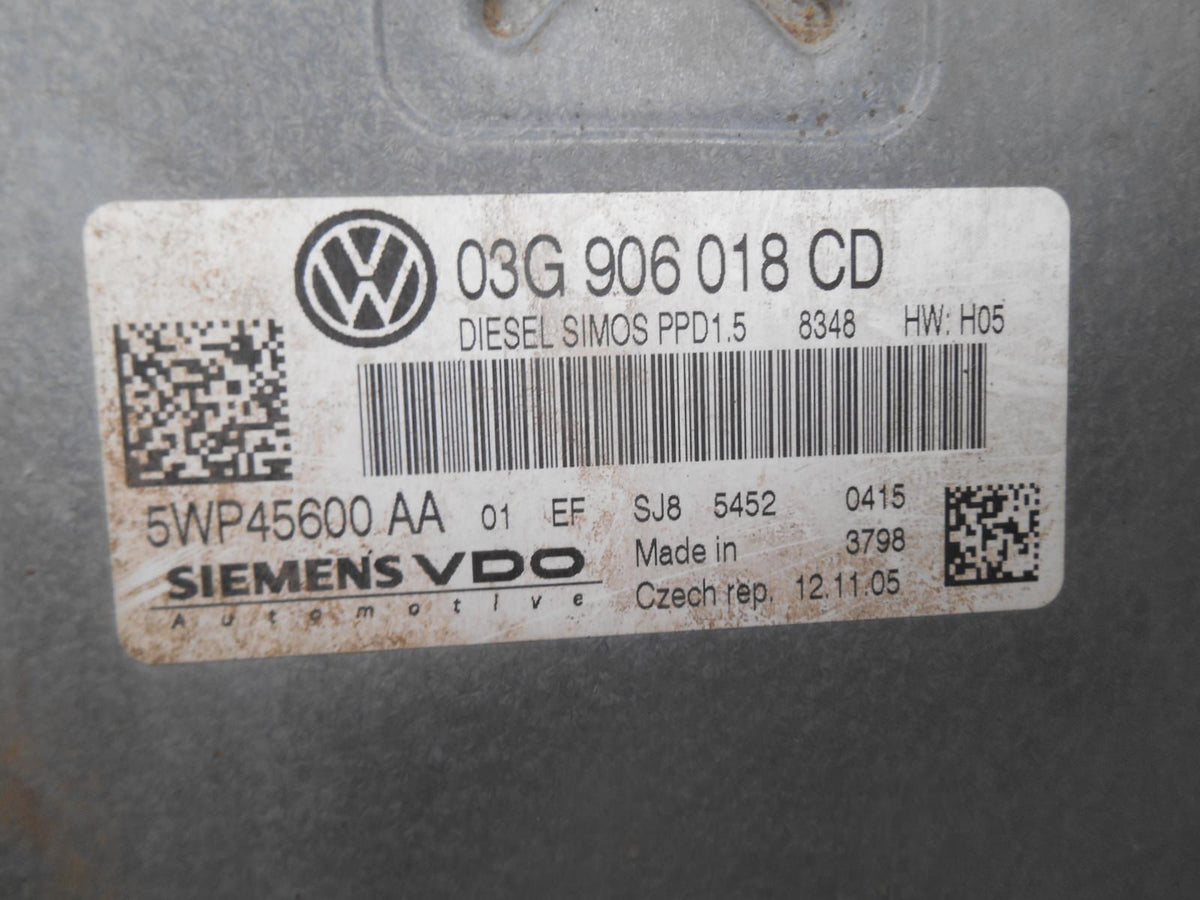 03G 906 018 CD
DIESEL SIMOS PPD1.5 8348 HW: H05
5WP45600 AA 01 EF SJ8 5452 0415
Made in 3798
SIEMENS VDO
Czech rep. 12.11.05
Automotive